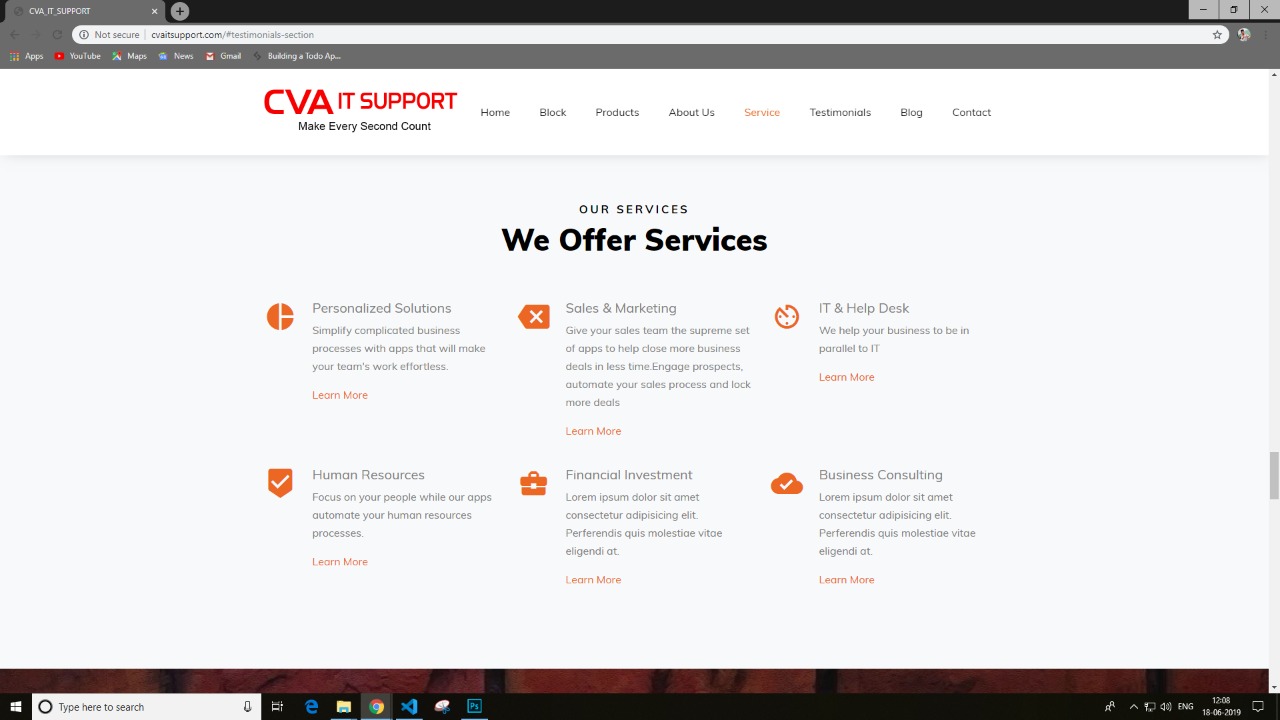 CVA_IT_SUPPORT
Not secure | cvaitsupport.com/#testimonials-section
Apps YouTube Maps News Gmail Building a Todo Ap...
CVA IT SUPPORT
Make Every Second Count
Home Block Products About Us Service Testimonials Blog Contact
OUR SERVICES
We Offer Services
Personalized Solutions
Simplify complicated business
processes with apps that will make
your team's work effortless.
Learn More
Sales & Marketing
Give your sales team the supreme set
of apps to help close more business
deals in less time.Engage prospects,
automate your sales process and lock
more deals
Learn More
IT & Help Desk
We help your business to be in
parallel to IT
Learn More
Human Resources
Focus on your people while our apps
automate your human resources
processes.
Learn More
Financial Investment
Lorem ipsum dolor sit amet
consectetur adipisicing elit.
Perferendis quis molestiae vitae
eligendi at.
Learn More
Business Consulting
Lorem ipsum dolor sit amet
consectetur adipisicing elit.
Perferendis quis molestiae vitae
eligendi at.
Learn More
Type here to search
Ps
ENG
12:08
18-06-2019